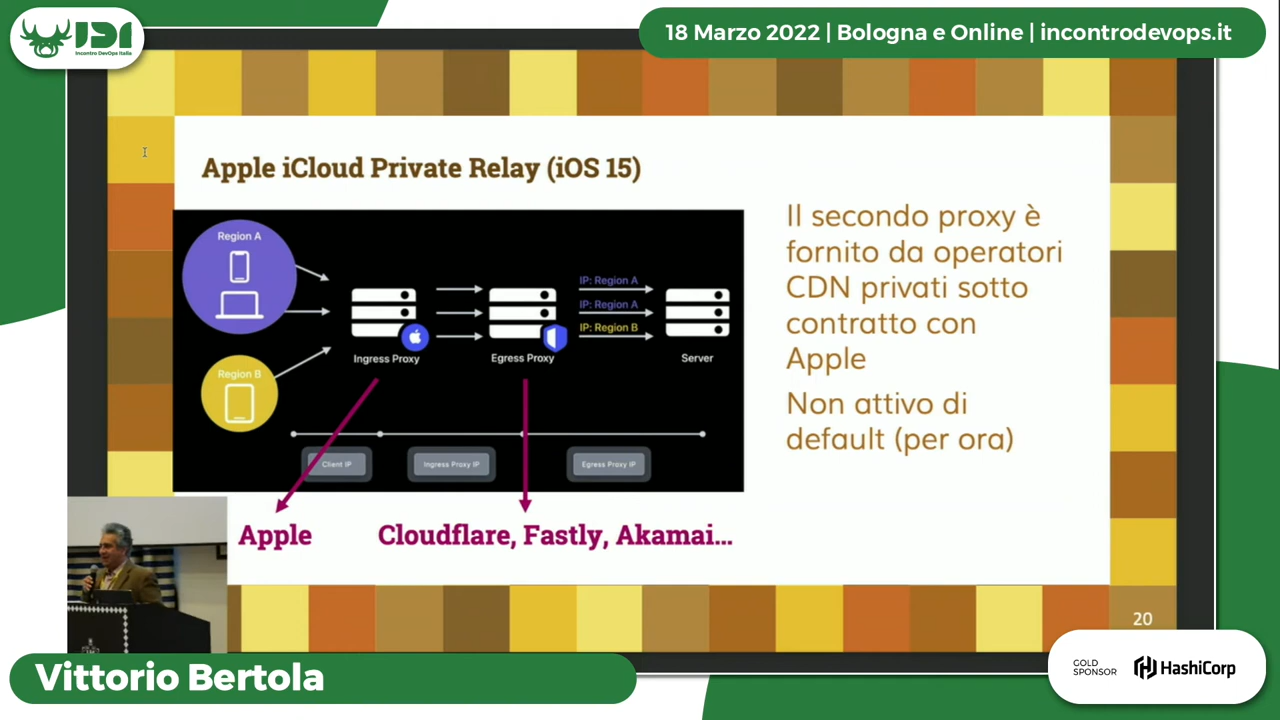 IDI
Incontro DevOps Italia
18 Marzo 2022 | Bologna e Online | incontrodevops.it
Apple iCloud Private Relay (iOS 15)
Region A
Region B
Ingress Proxy
Egress Proxy
IP: Region A
IP: Region A
IP: Region B
Server
Client IP
Ingress Proxy IP
Egress Proxy IP
Apple
Cloudflare, Fastly, Akamai...
Il secondo proxy è
fornito da operatori
CDN privati sotto
contratto con
Apple
Non attivo di
default (per ora)
20
Vittorio Bertola
GOLD
SPONSOR
HashiCorp